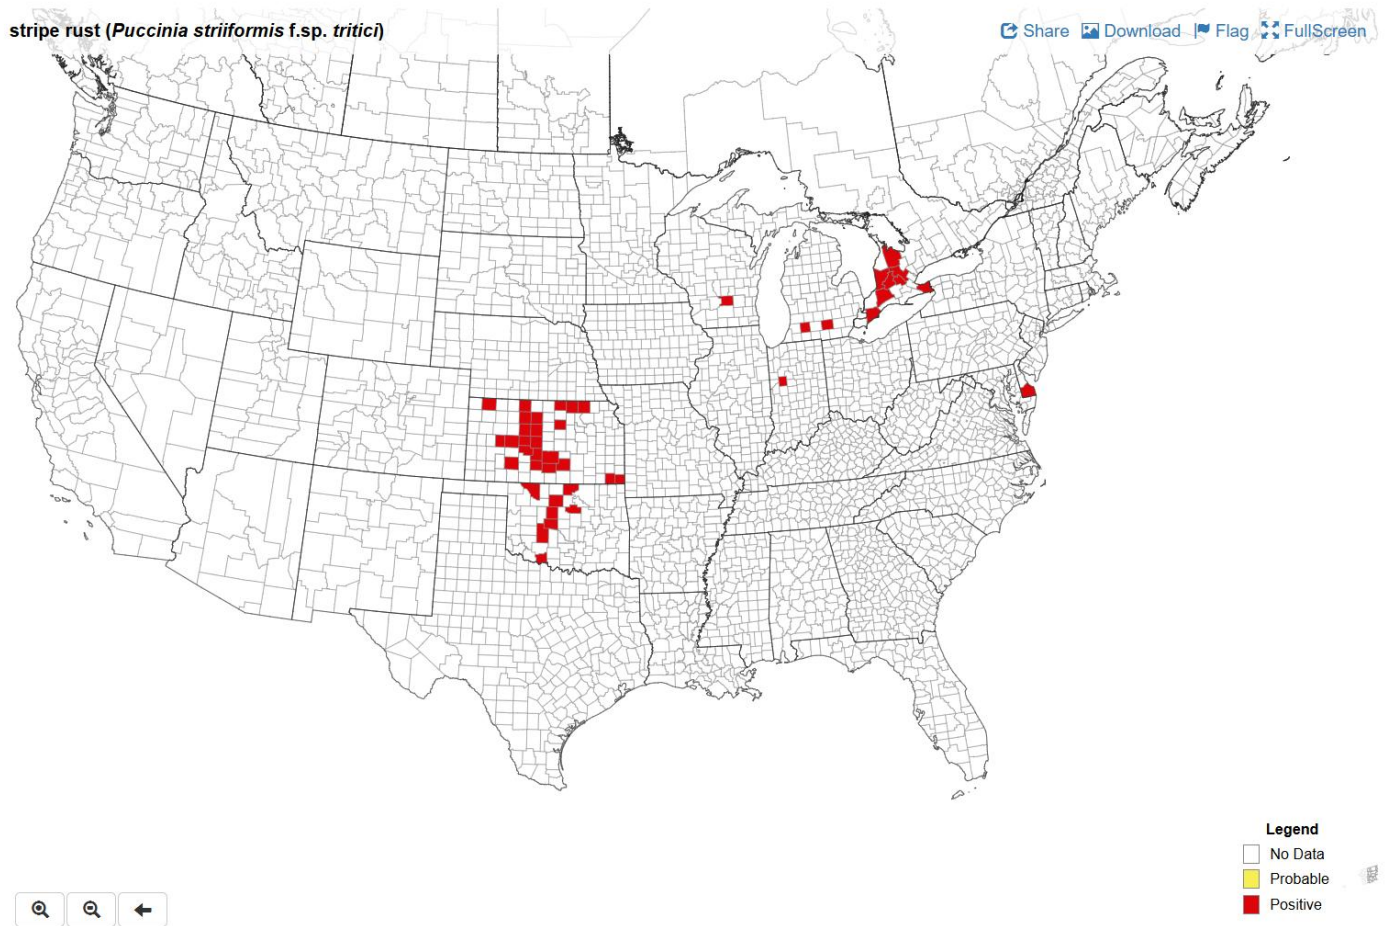 stripe rust (Puccinia striiformis f.sp. tritici)
Share Download Flag FullScreen
Legend
No Data
Probable
Positive